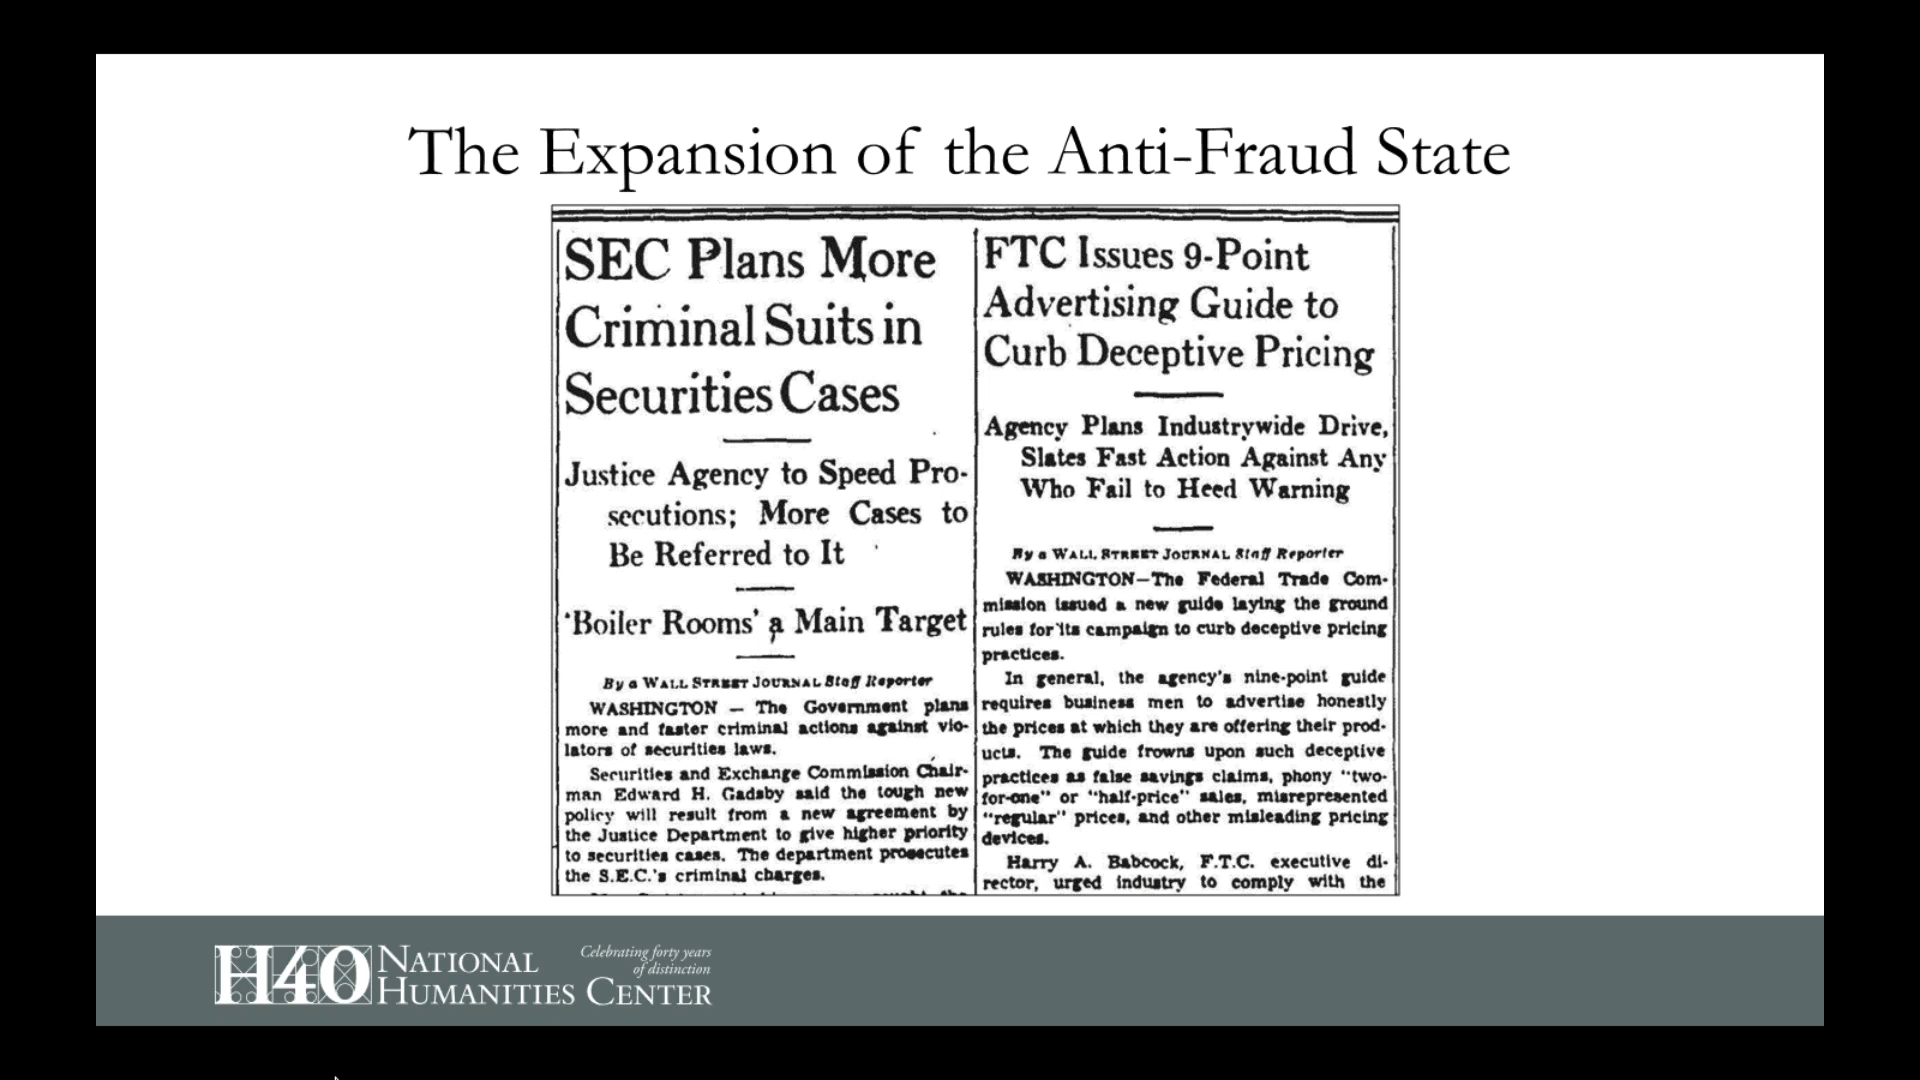 The Expansion of the Anti-Fraud State
SEC Plans More
Criminal Suits in
Securities Cases
Justice Agency to Speed Pro-
secutions; More Cases to
Be Referred to It
'Boiler Rooms' a Main Target
By a WALL STREET JOURNAL Staff Reporter
WASHINGTON — The Government plans
more and faster criminal actions against vio-
lators of securities laws.
Securities and Exchange Commission Chair-
man Edward H. Gadsby said the tough new
policy will result from a new agreement by
the Justice Department to give higher priority
to securities cases. The department prosecutes
the S.E.C.'s criminal charges.
FTC Issues 9-Point
Advertising Guide to
Curb Deceptive Pricing
Agency Plans Industrywide Drive,
Slates Fast Action Against Any
Who Fail to Heed Warning
By a WALL STREET JOURNAL Staff Reporter
WASHINGTON—The Federal Trade Com-
mission issued a new guide laying the ground
rules for its campaign to curb deceptive pricing
practices.
In general, the agency's nine-point guide
requires business men to advertise honestly
the prices at which they are offering their prod-
ucts. The guide frowns upon such deceptive
practices as false savings claims, phony "two-
for-one" or "half-price" sales, misrepresented
"regular" prices, and other misleading pricing
devices.
Harry A. Babcock, F.T.C. executive di-
rector, urged industry to comply with the
H40 NATIONAL
HUMANITIES CENTER
Celebrating forty years
of distinction